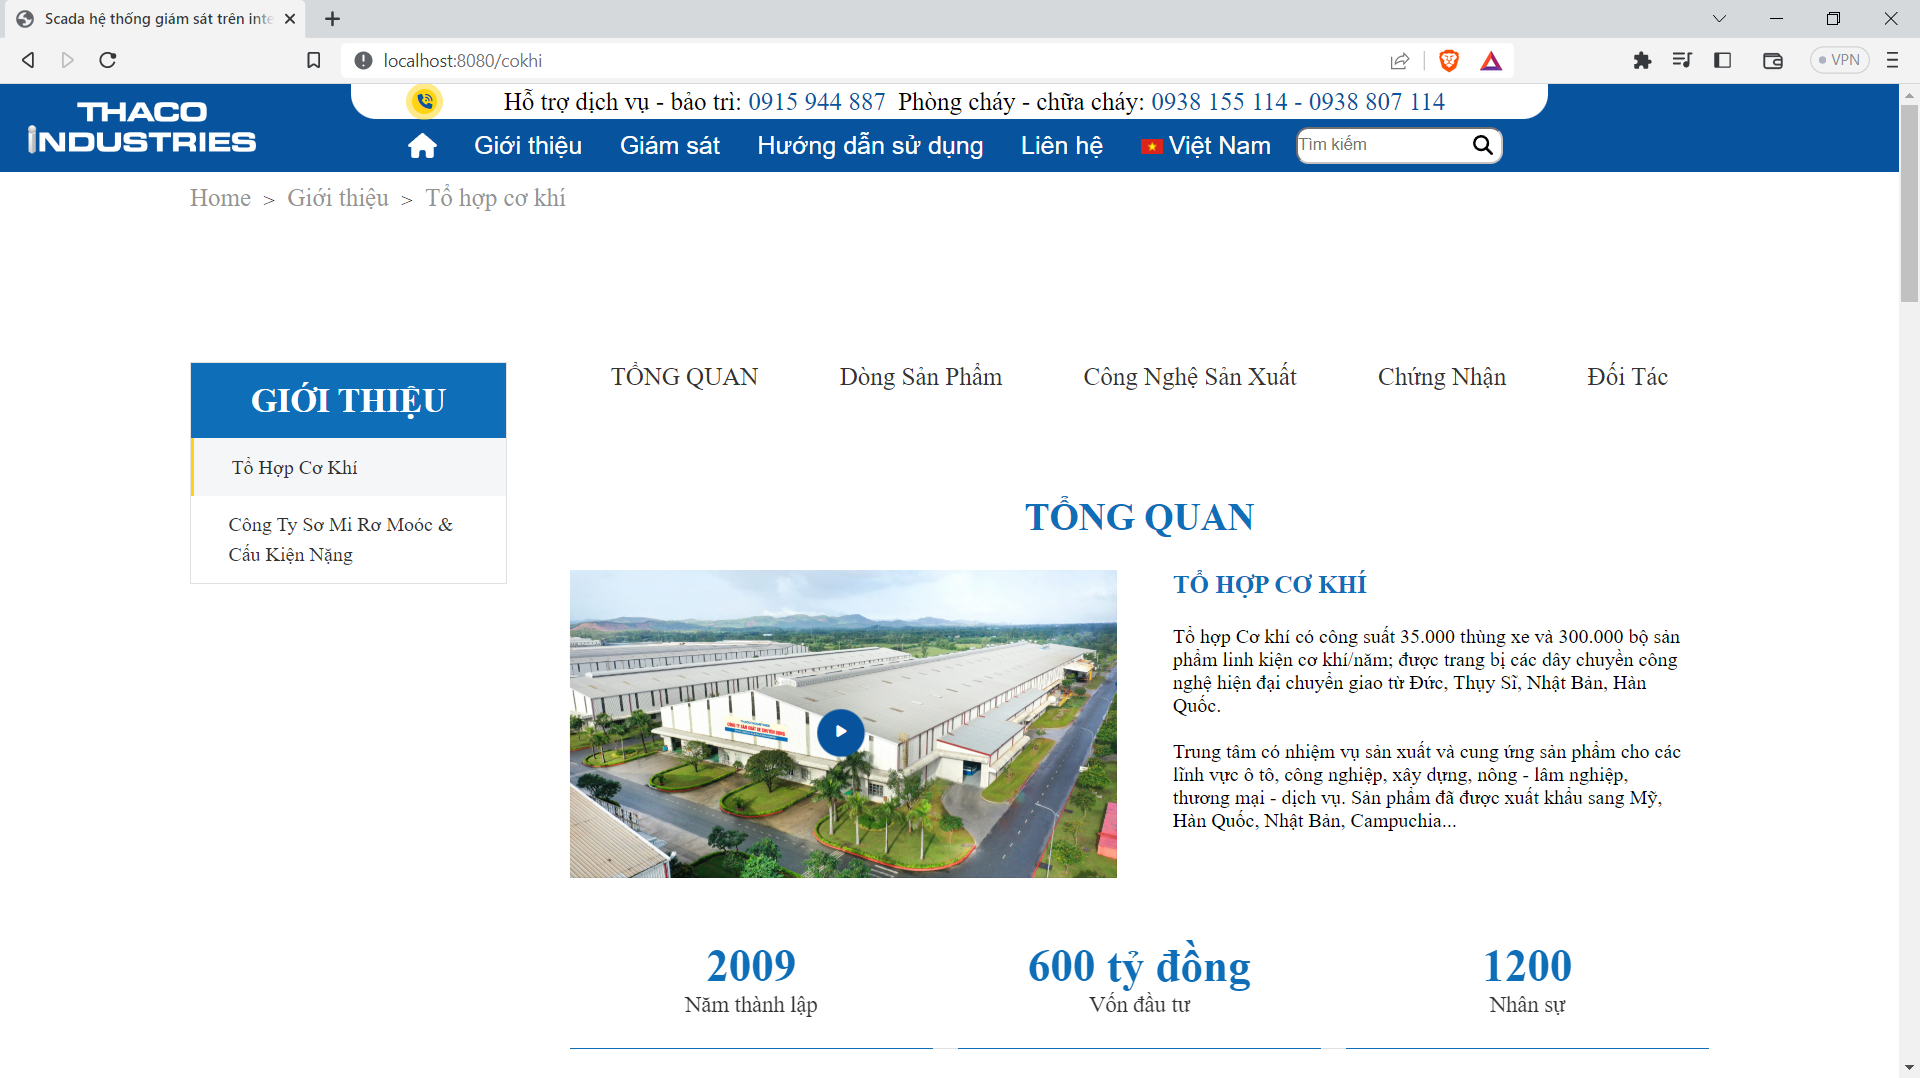 Scada hệ thống giám sát trên inte
localhost:8080/cokhi
VPN
THACO
INDUSTRIES
Hỗ trợ dịch vụ - bảo trì: 0915 944 887 Phòng cháy - chữa cháy: 0938 155 114 - 0938 807 114
Giới thiệu Giám sát Hướng dẫn sử dụng Liên hệ Việt Nam Tìm kiếm
Home > Giới thiệu > Tổ hợp cơ khí
GIỚI THIỆU
Tổ Hợp Cơ Khí
Công Ty Sơ Mi Rơ Moóc &
Cấu Kiện Nặng
TỔNG QUAN Dòng Sản Phẩm Công Nghệ Sản Xuất Chứng Nhận Đối Tác
TỔNG QUAN
CÔNG TY SẢN XUẤT XE CHUYÊN DỤNG
TỔ HỢP CƠ KHÍ
Tổ hợp Cơ khí có công suất 35.000 thùng xe và 300.000 bộ sản
phẩm linh kiện cơ khí/năm; được trang bị các dây chuyền công
nghệ hiện đại chuyển giao từ Đức, Thụy Sĩ, Nhật Bản, Hàn
Quốc.
Trung tâm có nhiệm vụ sản xuất và cung ứng sản phẩm cho các
lĩnh vực ô tô, công nghiệp, xây dựng, nông - lâm nghiệp,
thương mại - dịch vụ. Sản phẩm đã được xuất khẩu sang Mỹ,
Hàn Quốc, Nhật Bản, Campuchia...
2009
Năm thành lập
600 tỷ đồng
Vốn đầu tư
1200
Nhân sự